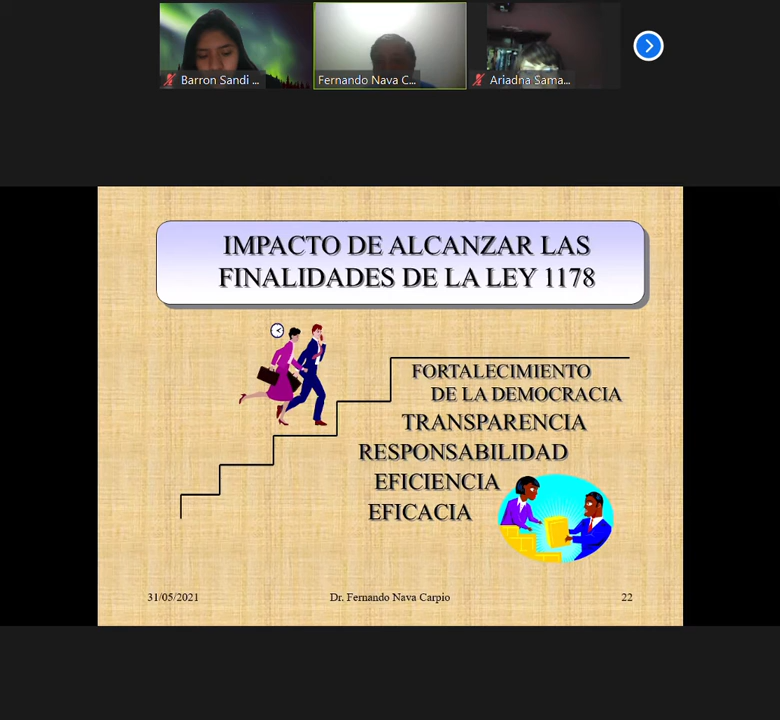 Barron Sandi ...
Fernando Nava C...
Ariadna Sama...
IMPACTO DE ALCANZAR LAS
FINALIDADES DE LA LEY 1178
FORTALECIMIENTO
DE LA DEMOCRACIA
TRANSPARENCIA
RESPONSABILIDAD
EFICIENCIA
EFICACIA
31/05/2021
Dr. Fernando Nava Carpio
22